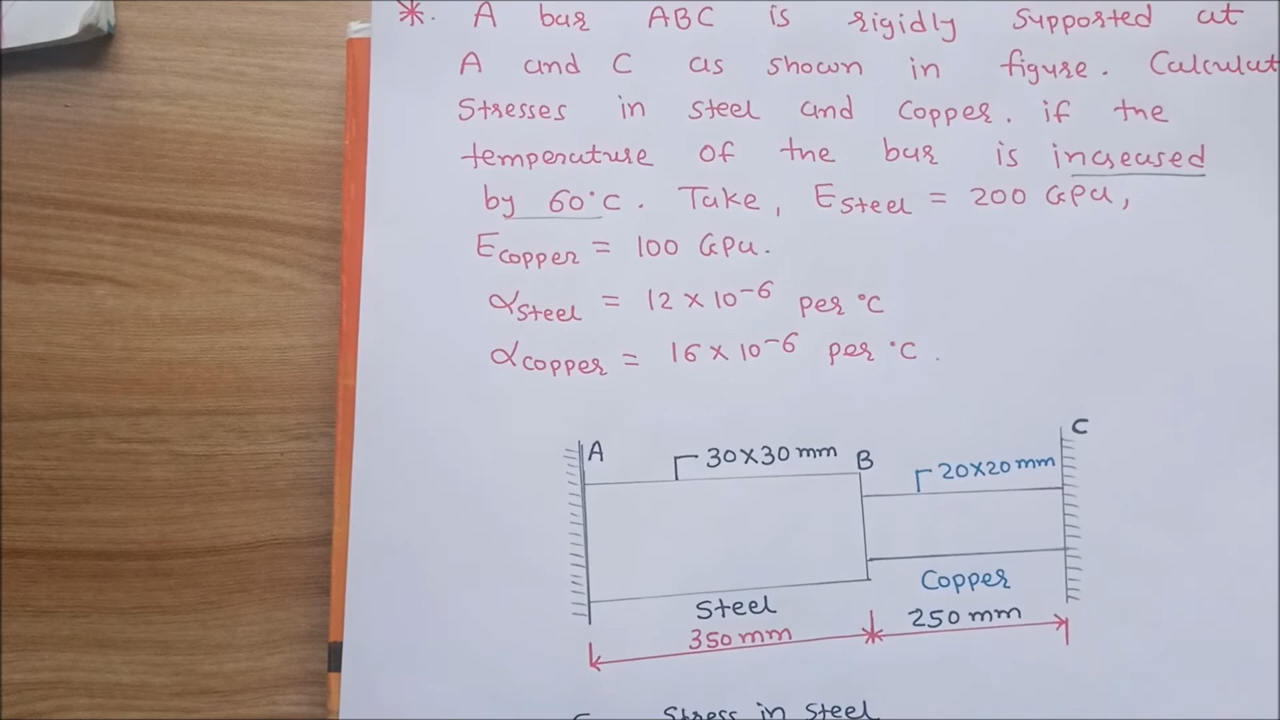 *. A bar ABC is rigidly supported at
A and C as shown in figure. Calculat
stresses in steel and copper. if the
temperature of the bar is increased
by 60°C. Take, Esteel = 200 GPa,
Ecopper = 100 GPa.
αsteel = 12 × 10⁻⁶ per °C
αcopper = 16 × 10⁻⁶ per °C.
A 30×30 mm B 20×20 mm C
Steel Copper
350 mm 250 mm
Stress in steel